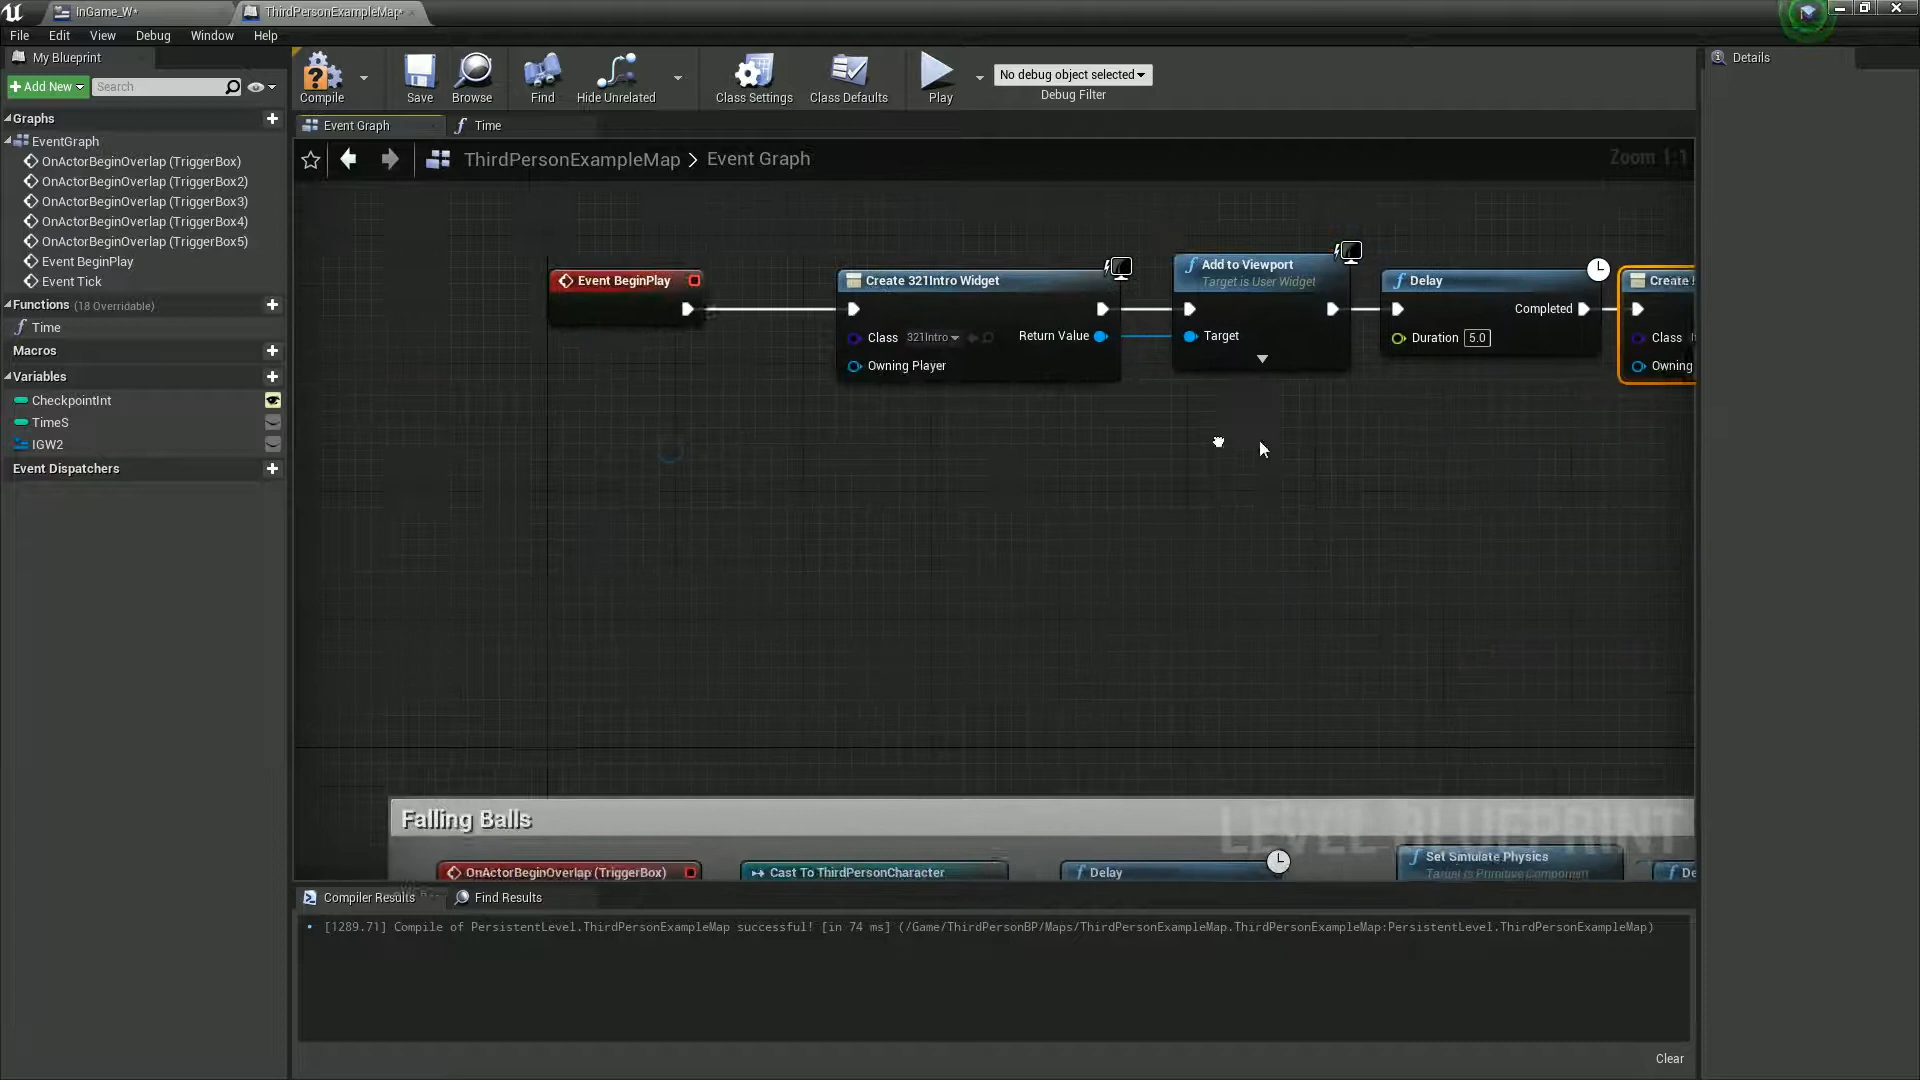 InGame_W*
ThirdPersonExampleMap*
File Edit View Debug Window Help
My Blueprint
Add New
Search
Compile
Save
Browse
Find
Hide Unrelated
Class Settings
Class Defaults
Play
No debug object selected
Debug Filter
Details
Graphs
EventGraph
OnActorBeginOverlap (TriggerBox)
OnActorBeginOverlap (TriggerBox2)
OnActorBeginOverlap (TriggerBox3)
OnActorBeginOverlap (TriggerBox4)
OnActorBeginOverlap (TriggerBox5)
Event BeginPlay
Event Tick
Functions (18 Overridable)
Time
Macros
Variables
CheckpointInt
TimeS
IGW2
Event Dispatchers
Event Graph
Time
ThirdPersonExampleMap > Event Graph
Zoom 1:1
Event BeginPlay
Create 321Intro Widget
Class 321Intro
Return Value
Owning Player
Add to Viewport
Target is User Widget
Target
Delay
Completed
Duration 5.0
Create
Class
Owning
Falling Balls
LEVEL BLUEPRINT
OnActorBeginOverlap (TriggerBox)
Cast To ThirdPersonCharacter
Delay
Set Simulate Physics
Target is Primitive Component
De
Compiler Results
Find Results
[1289.71] Compile of PersistentLevel.ThirdPersonExampleMap successful! [in 74 ms] (/Game/ThirdPersonBP/Maps/ThirdPersonExampleMap.ThirdPersonExampleMap:PersistentLevel.ThirdPersonExampleMap)
Clear